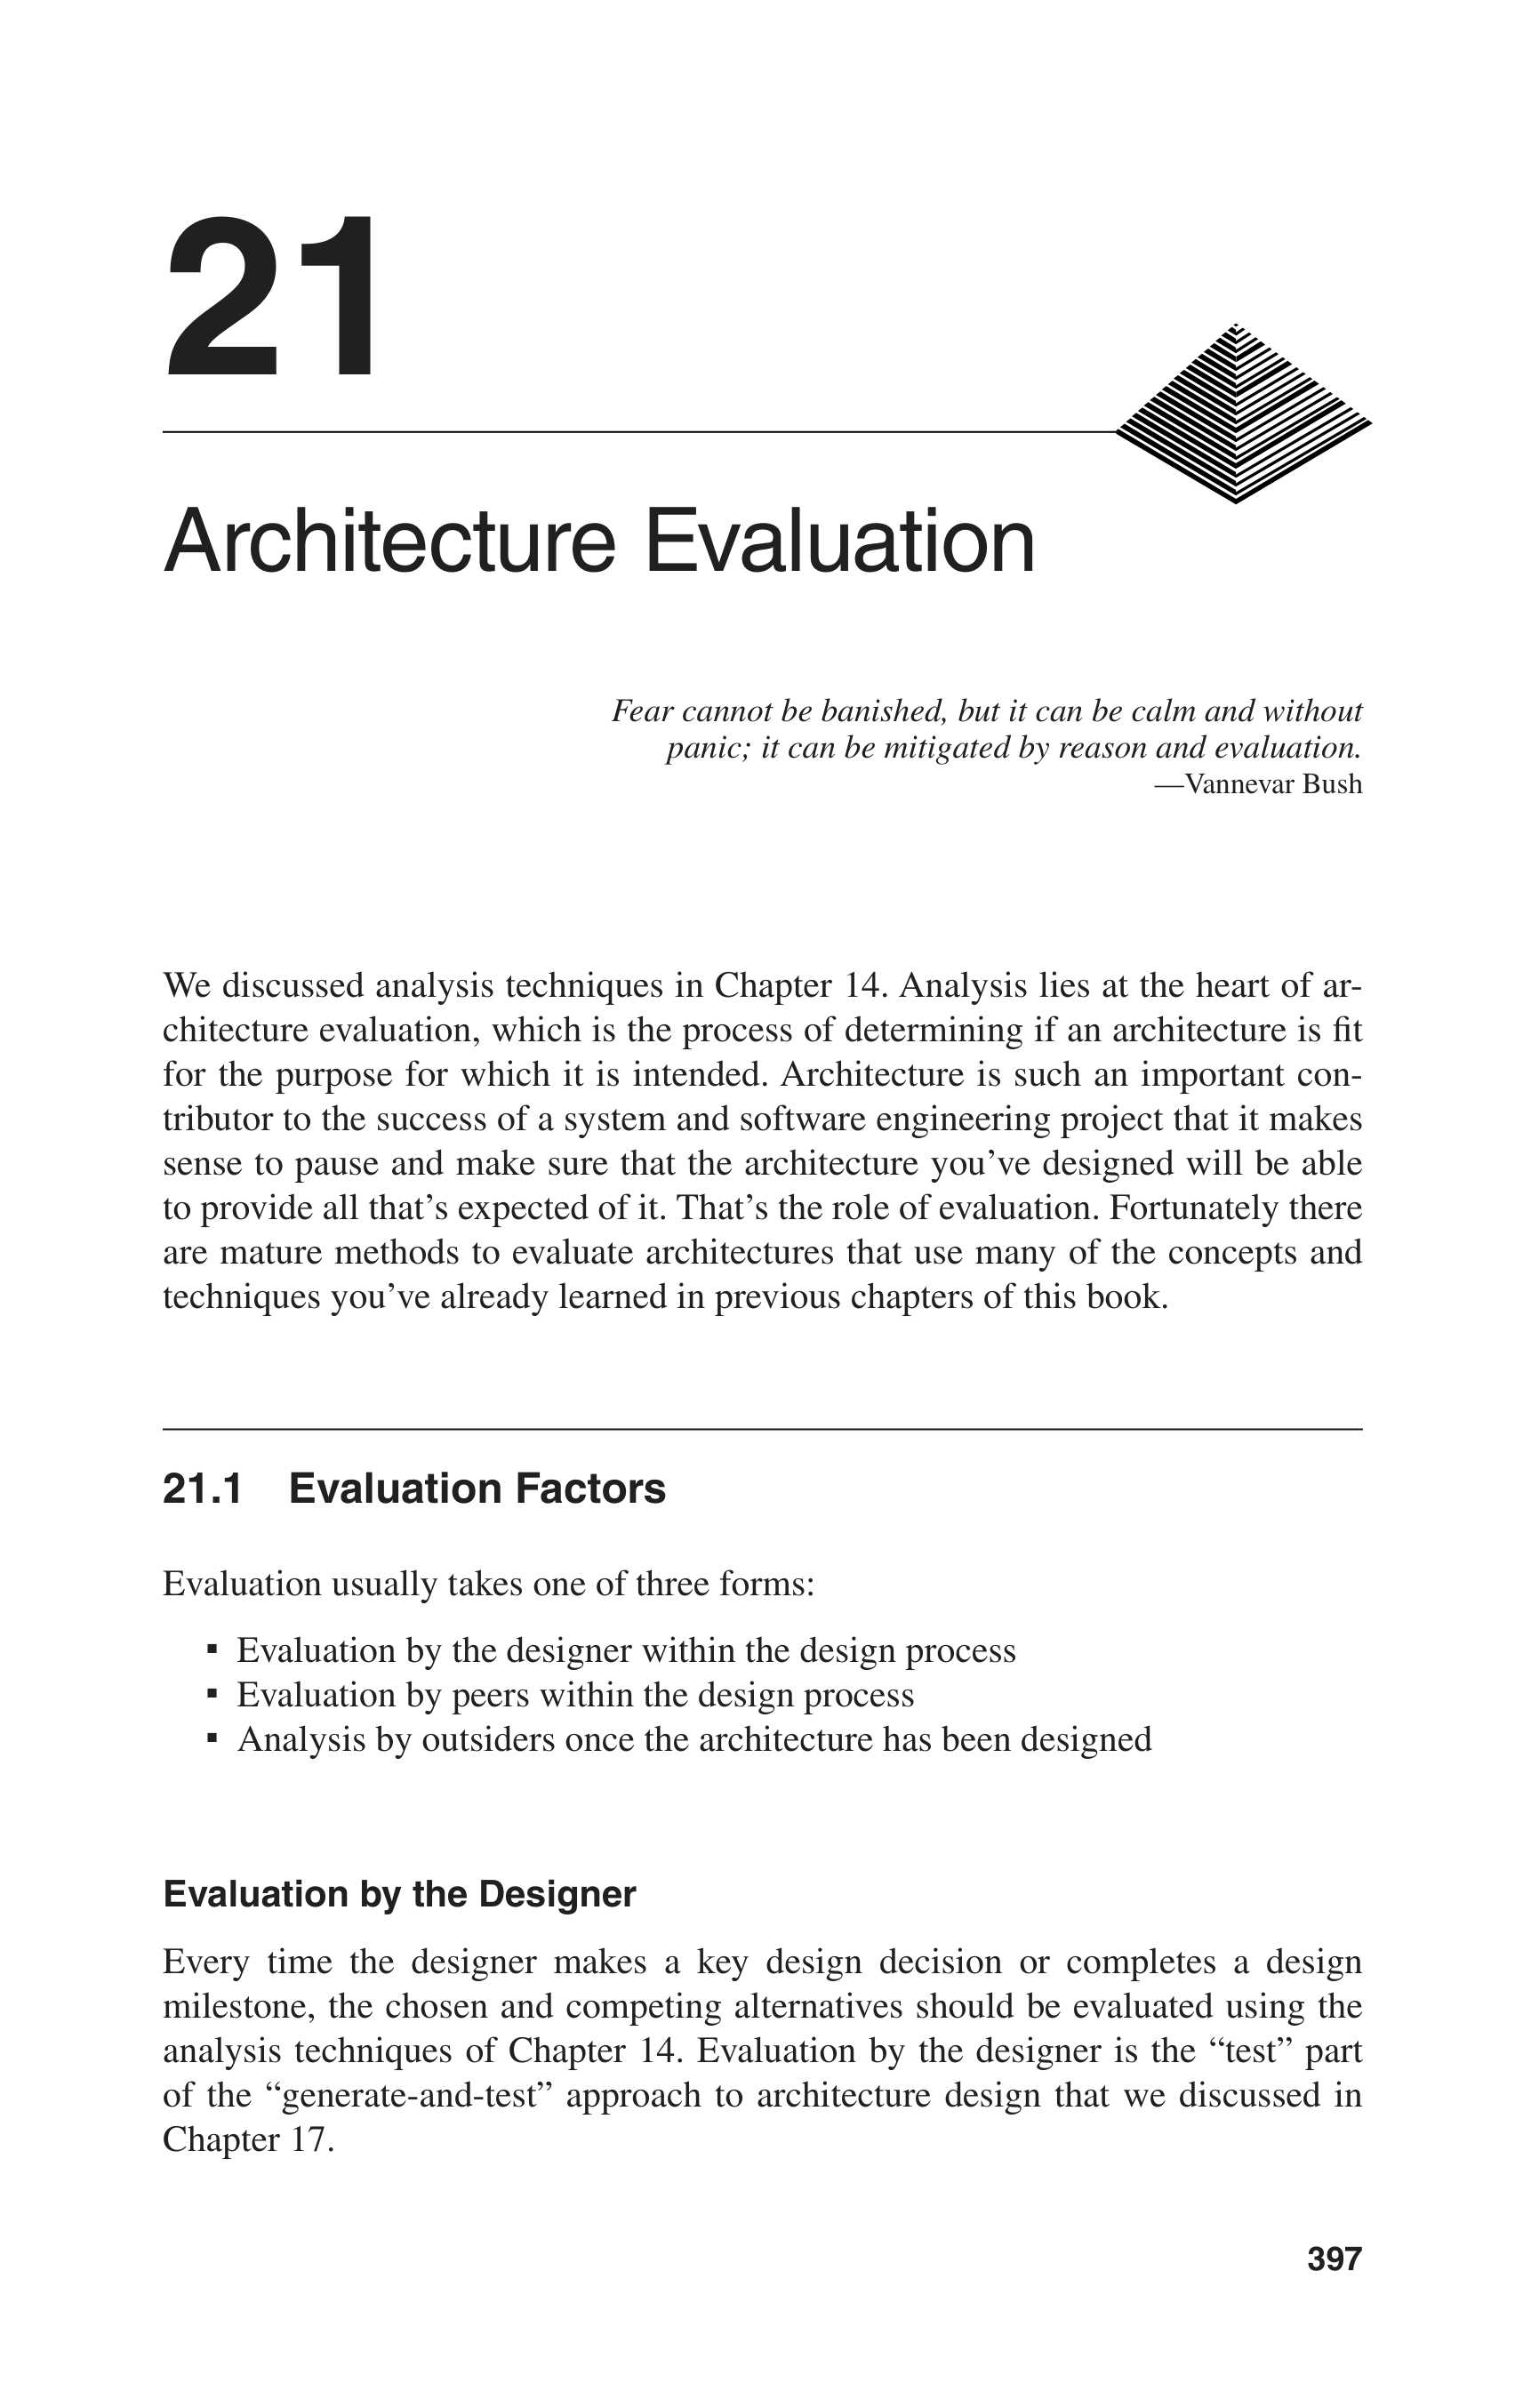 21
Architecture Evaluation
Fear cannot be banished, but it can be calm and without
panic; it can be mitigated by reason and evaluation.
—Vannevar Bush
We discussed analysis techniques in Chapter 14. Analysis lies at the heart of ar-
chitecture evaluation, which is the process of determining if an architecture is fit
for the purpose for which it is intended. Architecture is such an important con-
tributor to the success of a system and software engineering project that it makes
sense to pause and make sure that the architecture you’ve designed will be able
to provide all that’s expected of it. That’s the role of evaluation. Fortunately there
are mature methods to evaluate architectures that use many of the concepts and
techniques you’ve already learned in previous chapters of this book.
21.1 Evaluation Factors
Evaluation usually takes one of three forms:
▪ Evaluation by the designer within the design process
▪ Evaluation by peers within the design process
▪ Analysis by outsiders once the architecture has been designed
Evaluation by the Designer
Every time the designer makes a key design decision or completes a design
milestone, the chosen and competing alternatives should be evaluated using the
analysis techniques of Chapter 14. Evaluation by the designer is the “test” part
of the “generate-and-test” approach to architecture design that we discussed in
Chapter 17.
397